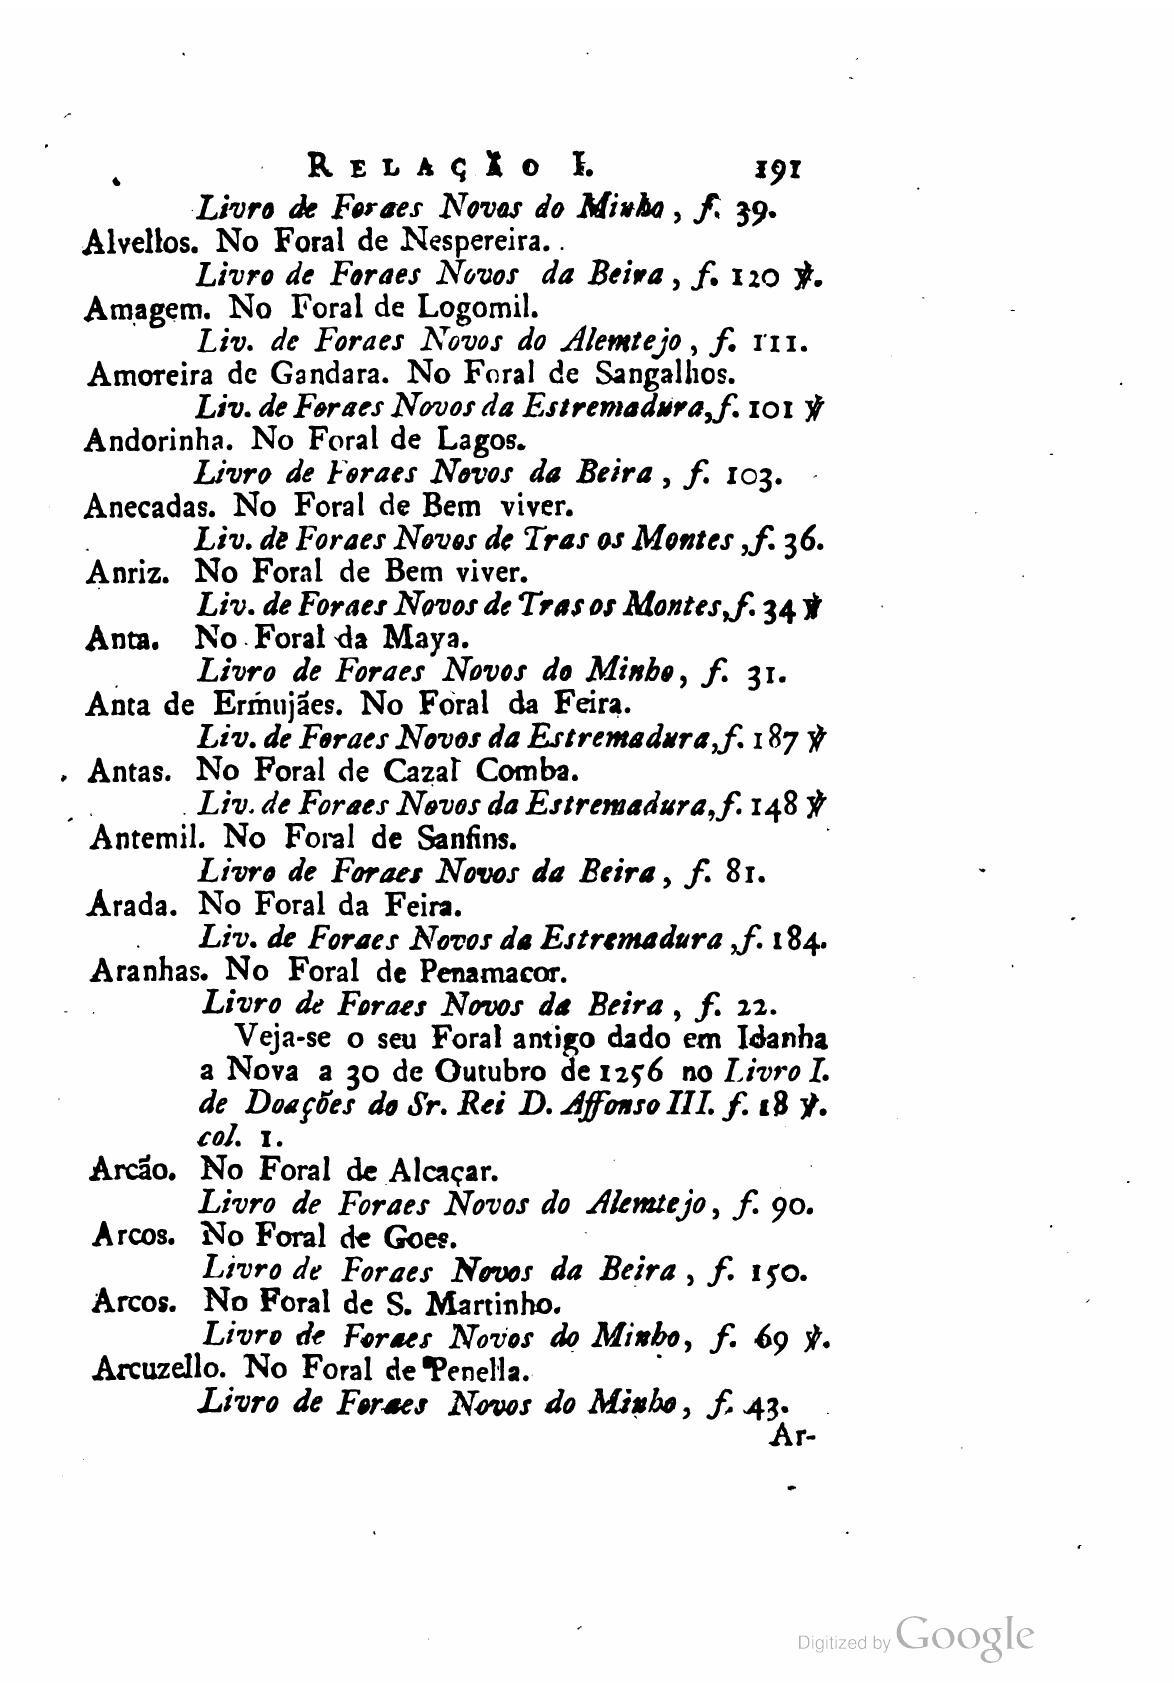 RELAÇÃO I. 191
Livro de Foraes Novos do Minho, f. 39.
Alvellos. No Foral de Nespereira.
Livro de Foraes Novos da Beira, f. 120 ℣.
Amagem. No Foral de Logomil.
Liv. de Foraes Novos do Alemtejo, f. 111.
Amoreira de Gandara. No Foral de Sangalhos.
Liv. de Foraes Novos da Estremadura, f. 101 ℣
Andorinha. No Foral de Lagos.
Livro de Foraes Novos da Beira, f. 103.
Anecadas. No Foral de Bem viver.
Liv. de Foraes Novos de Tras os Montes, f. 36.
Anriz. No Foral de Bem viver.
Liv. de Foraes Novos de Tras os Montes, f. 34 ℣
Anta. No Foral da Maya.
Livro de Foraes Novos do Minho, f. 31.
Anta de Ermujães. No Foral da Feira.
Liv. de Foraes Novos da Estremadura, f. 187 ℣
Antas. No Foral de Cazal Comba.
Liv. de Foraes Novos da Estremadura, f. 148 ℣
Antemil. No Foral de Sanfins.
Livro de Foraes Novos da Beira, f. 81.
Arada. No Foral da Feira.
Liv. de Foraes Novos da Estremadura, f. 184.
Aranhas. No Foral de Penamacor.
Livro de Foraes Novos da Beira, f. 22.
Veja-se o seu Foral antigo dado em Idanha
a Nova a 30 de Outubro de 1256 no Livro I.
de Doações do Sr. Rei D. Affonso III. f. 18 ℣.
col. 1.
Arcão. No Foral de Alcaçar.
Livro de Foraes Novos do Alemtejo, f. 90.
Arcos. No Foral de Goes.
Livro de Foraes Novos da Beira, f. 150.
Arcos. No Foral de S. Martinho.
Livro de Foraes Novos do Minho, f. 69 ℣.
Arcuzello. No Foral de Penella.
Livro de Foraes Novos do Minho, f. 43.
Ar-
Digitized by Google